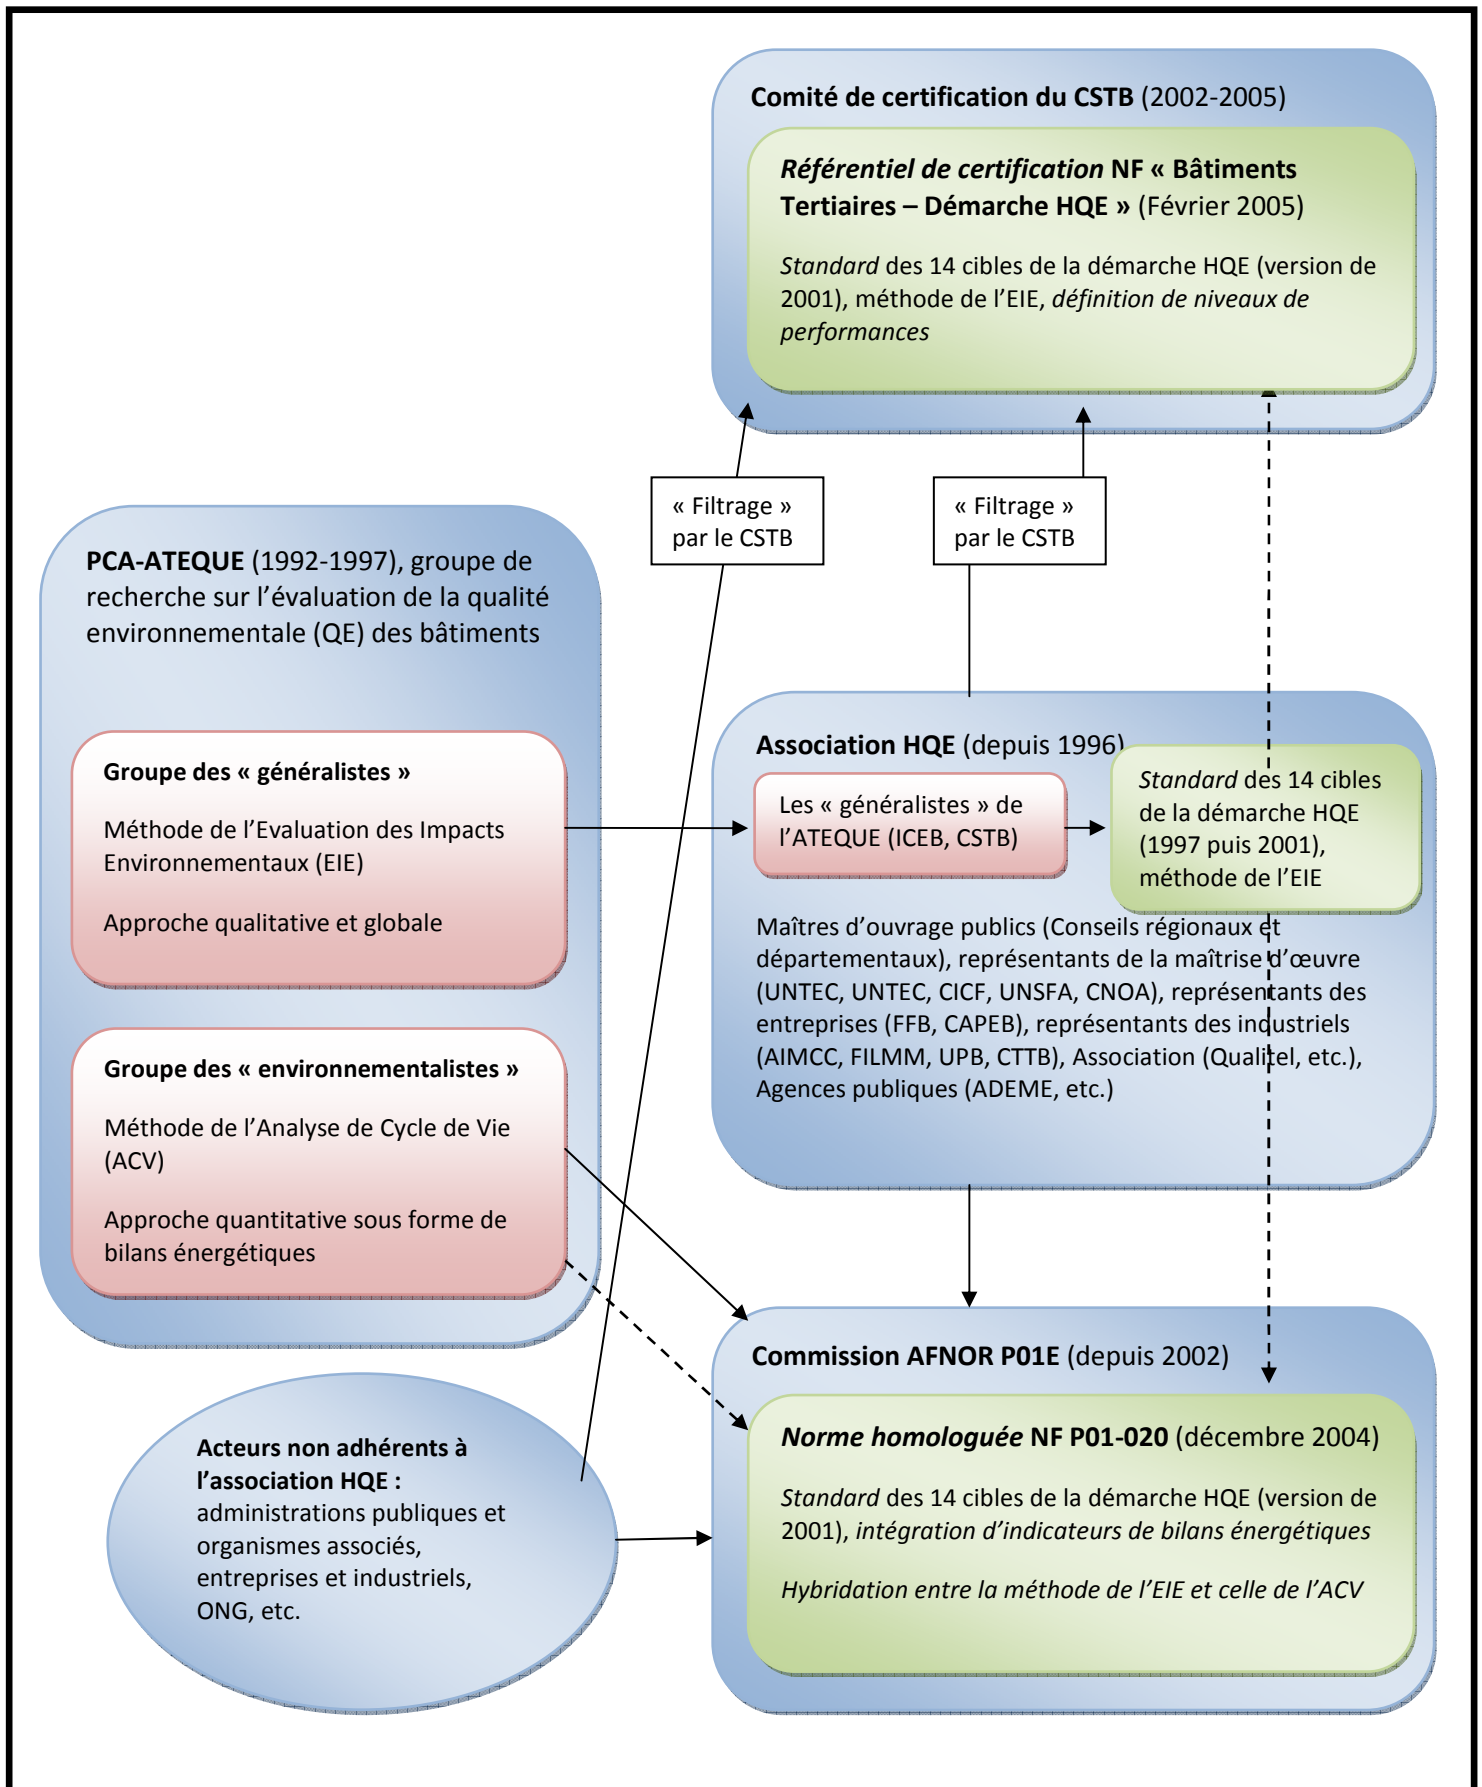 Comité de certification du CSTB (2002-2005)
Référentiel de certification NF « Bâtiments
Tertiaires – Démarche HQE » (Février 2005)
Standard des 14 cibles de la démarche HQE (version de
2001), méthode de l’EIE, définition de niveaux de
performances
« Filtrage »
par le CSTB
« Filtrage »
par le CSTB
PCA-ATEQUE (1992-1997), groupe de
recherche sur l’évaluation de la qualité
environnementale (QE) des bâtiments
Groupe des « généralistes »
Méthode de l’Evaluation des Impacts
Environnementaux (EIE)
Approche qualitative et globale
Groupe des « environnementalistes »
Méthode de l’Analyse de Cycle de Vie
(ACV)
Approche quantitative sous forme de
bilans énergétiques
Association HQE (depuis 1996)
Les « généralistes » de
l’ATEQUE (ICEB, CSTB)
Standard des 14 cibles
de la démarche HQE
(1997 puis 2001),
méthode de l’EIE
Maîtres d’ouvrage publics (Conseils régionaux et
départementaux), représentants de la maîtrise d’œuvre
(UNTEC, UNTEC, CICF, UNSFA, CNOA), représentants des
entreprises (FFB, CAPEB), représentants des industriels
(AIMCC, FILMM, UPB, CTTB), Association (Qualitel, etc.),
Agences publiques (ADEME, etc.)
Acteurs non adhérents à
l’association HQE :
administrations publiques et
organismes associés,
entreprises et industriels,
ONG, etc.
Commission AFNOR P01E (depuis 2002)
Norme homologuée NF P01-020 (décembre 2004)
Standard des 14 cibles de la démarche HQE (version de
2001), intégration d’indicateurs de bilans énergétiques
Hybridation entre la méthode de l’EIE et celle de l’ACV